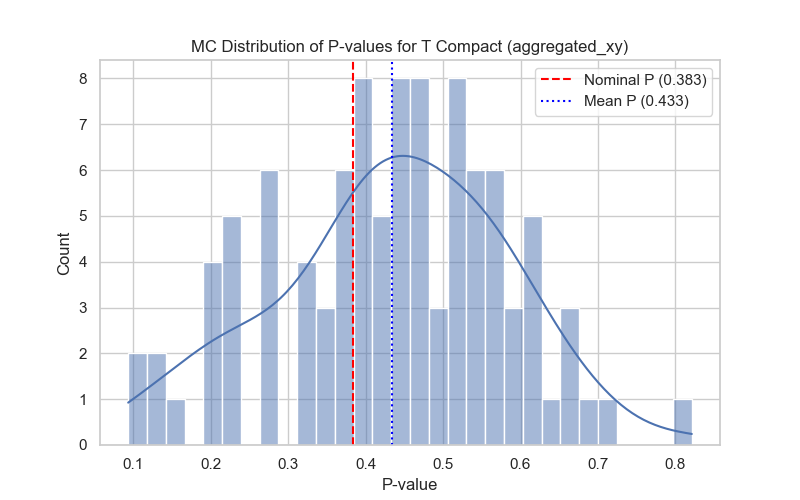 MC Distribution of P-values for T Compact (aggregated_xy)
Nominal P (0.383)
Mean P (0.433)
8
7
6
5
4
3
2
1
0
Count
0.1 0.2 0.3 0.4 0.5 0.6 0.7 0.8
P-value